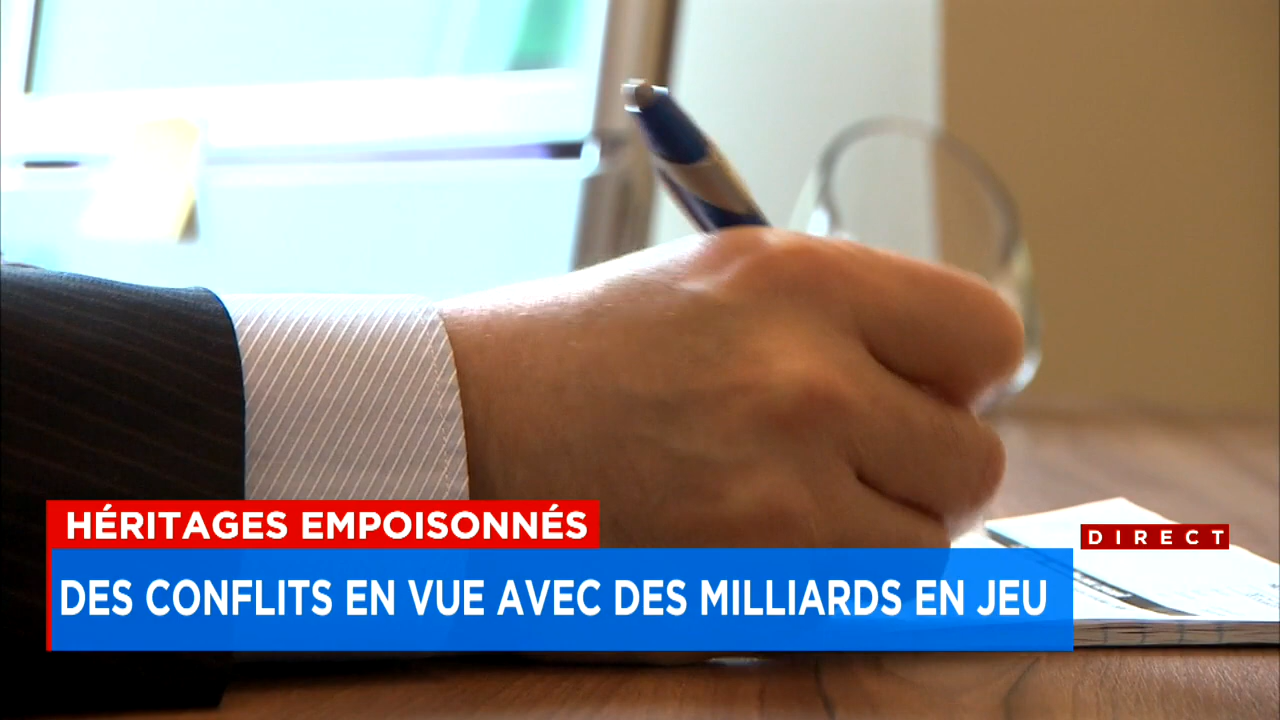 HÉRITAGES EMPOISONNÉS
DIRECT
DES CONFLITS EN VUE AVEC DES MILLIARDS EN JEU